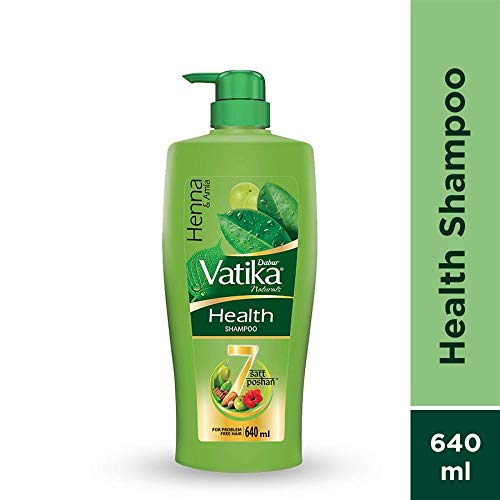 Henna
& Amla
Dabur
Vatika®
Naturals
Health
SHAMPOO
7
satt
poshan™
FOR PROBLEM
FREE HAIR
640 ml
Health Shampoo
640
ml